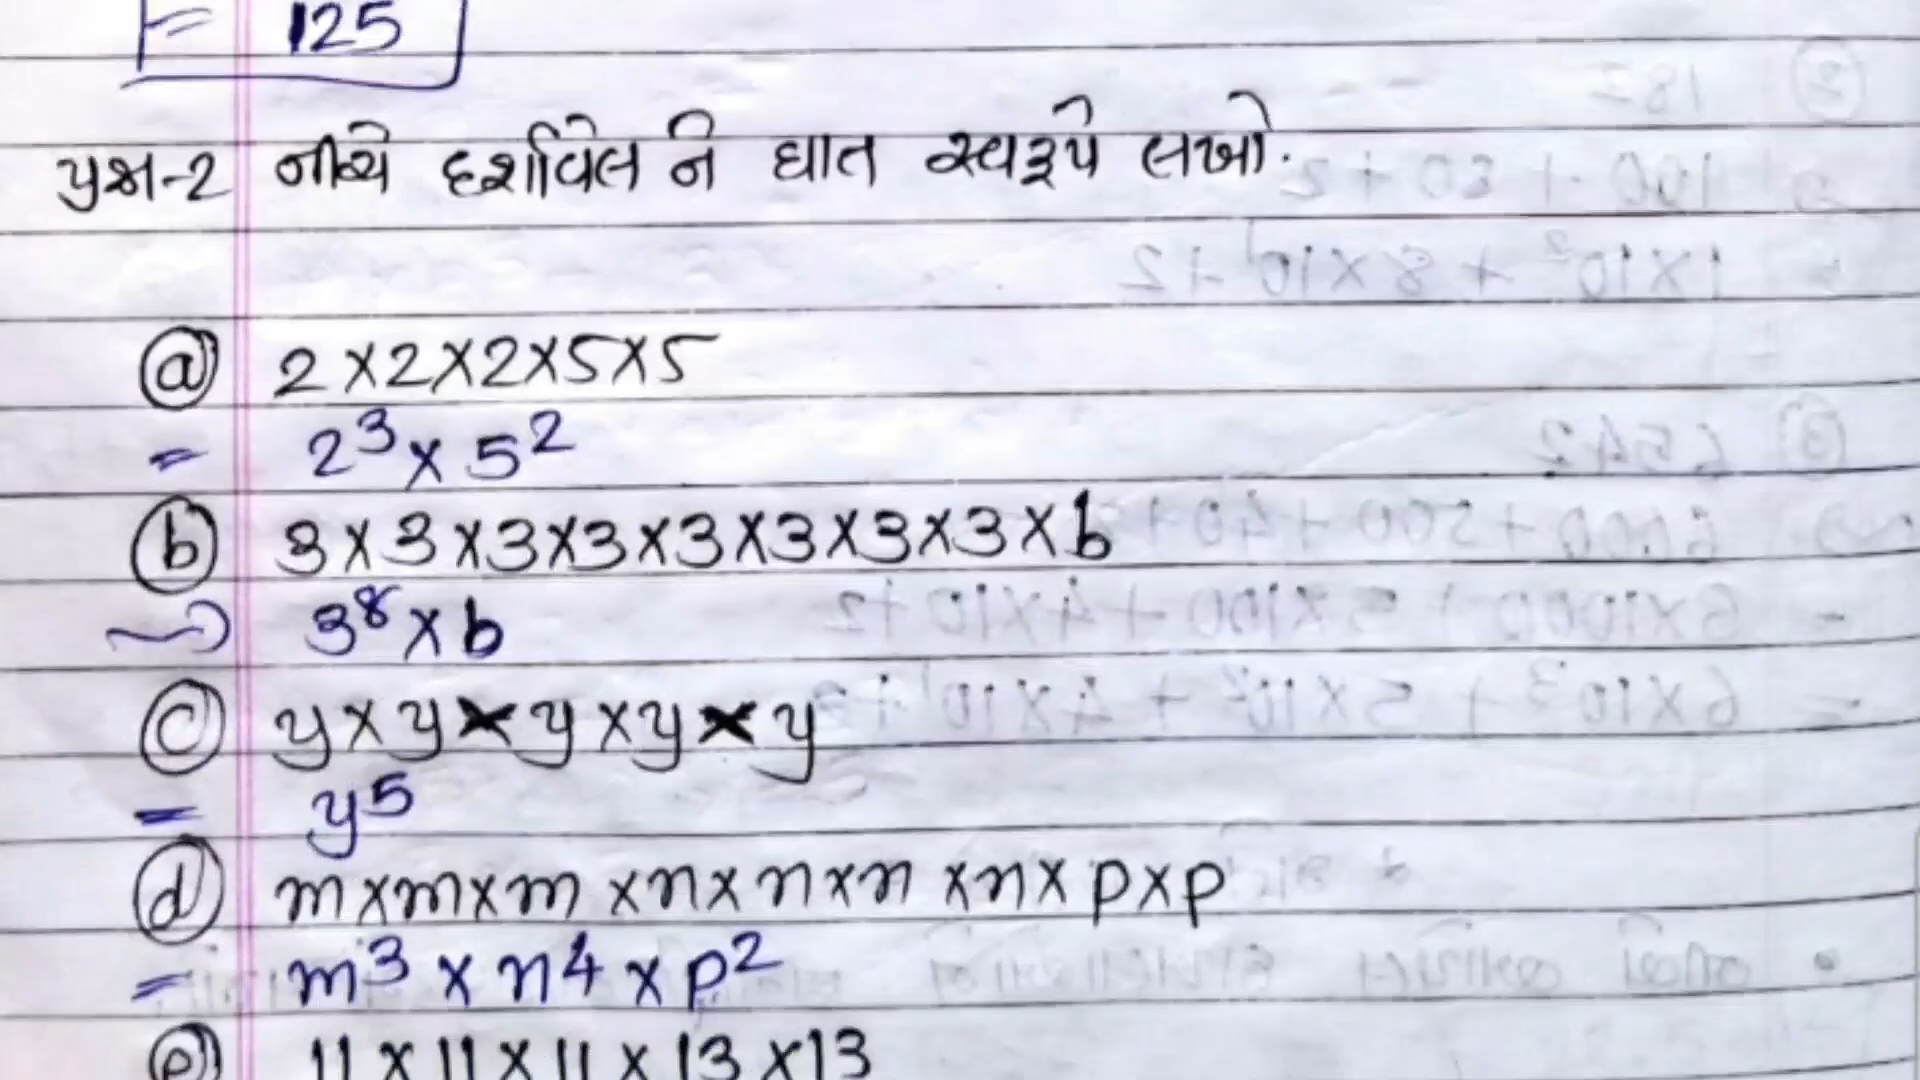 = 125
પ્રશ્ન-2 નીચે દર્શાવેલ ને ઘાત સ્વરૂપે લખો.
(a) 2×2×2×5×5
= 2³ × 5²
(b) 3×3×3×3×3×3×3×3×b
→ 3⁸ × b
(c) y×y×y×y×y
= y⁵
(d) m×m×m×n×n×n×n×p×p
= m³ × n⁴ × p²
(e) 11×11×11×13×13